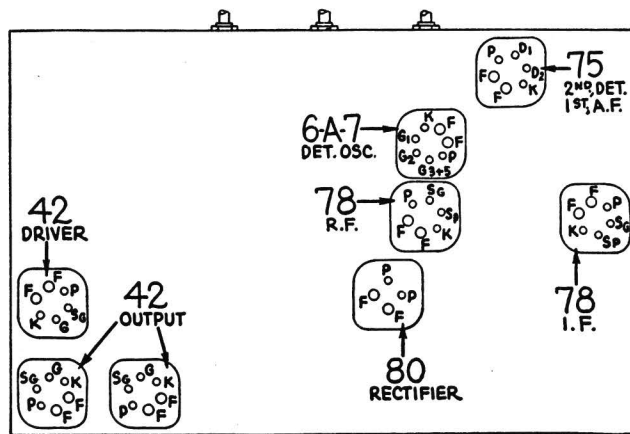 P D1
F D2
F K
75
2ND, DET.
1ST, A.F.
6-A-7
DET. OSC.
K
G1 F
F
G2 P
G3+5
78
R.F.
P SG
SP
F K
F
F
F P
K SG
SP
78
I.F.
42
DRIVER
F
F P
K SG
G
42
OUTPUT
P
F P
F
80
RECTIFIER
G
SG K
P F
F
G
SG K
P F
F